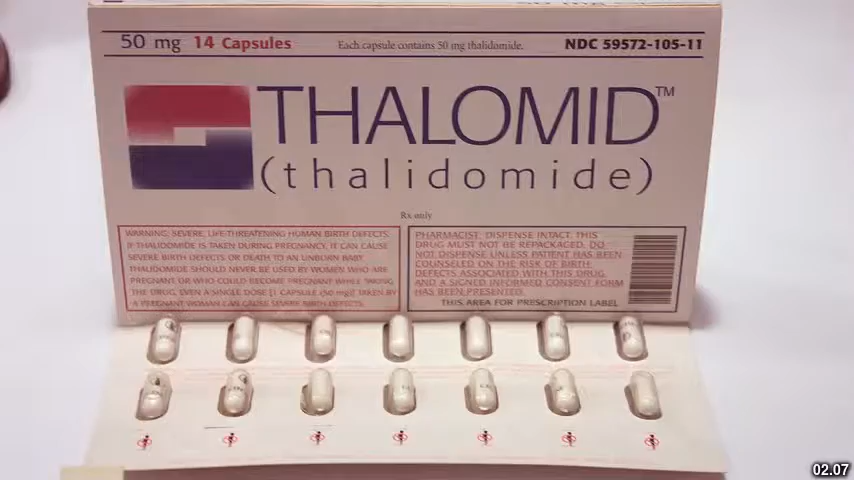 50 mg 14 Capsules
Each capsule contains 50 mg thalidomide.
NDC 59572-105-11
THALOMID™
(thalidomide)
Rx only
WARNING: SEVERE, LIFE-THREATENING HUMAN BIRTH DEFECTS.
IF THALIDOMIDE IS TAKEN DURING PREGNANCY, IT CAN CAUSE
SEVERE BIRTH DEFECTS OR DEATH TO AN UNBORN BABY.
THALIDOMIDE SHOULD NEVER BE USED BY WOMEN WHO ARE
PREGNANT OR WHO COULD BECOME PREGNANT WHILE TAKING
THE DRUG. EVEN A SINGLE DOSE [1 CAPSULE (50 mg)] TAKEN BY
A PREGNANT WOMAN CAN CAUSE SEVERE BIRTH DEFECTS.
PHARMACIST: DISPENSE INTACT. THIS
DRUG MUST NOT BE REPACKAGED. DO
NOT DISPENSE UNLESS PATIENT HAS BEEN
COUNSELED ON THE RISK OF BIRTH
DEFECTS ASSOCIATED WITH THIS DRUG
AND A SIGNED INFORMED CONSENT FORM
HAS BEEN PRESENTED.
THIS AREA FOR PRESCRIPTION LABEL
02.07